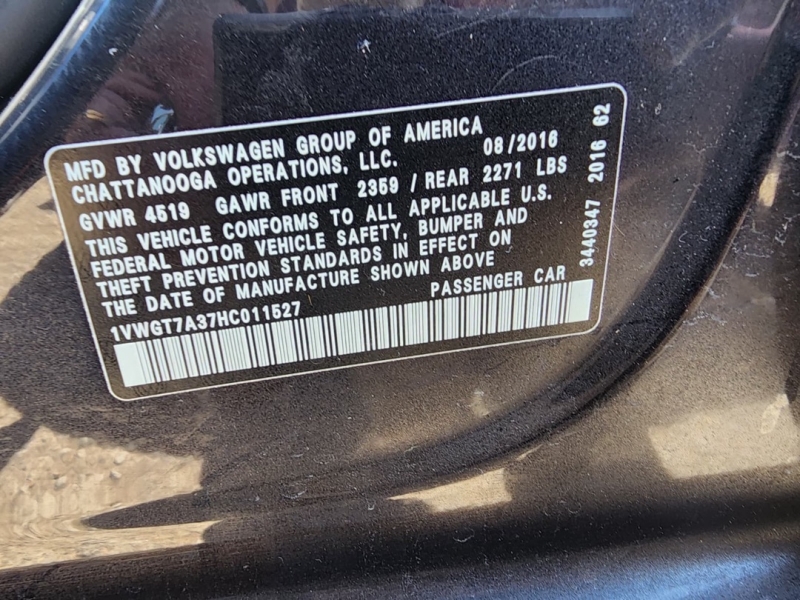 MFD BY VOLKSWAGEN GROUP OF AMERICA 08/2016
CHATTANOOGA OPERATIONS, LLC.
GVWR 4519 GAWR FRONT 2359 / REAR 2271 LBS
THIS VEHICLE CONFORMS TO ALL APPLICABLE U.S.
FEDERAL MOTOR VEHICLE SAFETY, BUMPER AND
THEFT PREVENTION STANDARDS IN EFFECT ON
THE DATE OF MANUFACTURE SHOWN ABOVE
1VWGT7A37HC011527 PASSENGER CAR
3440347 2016 62